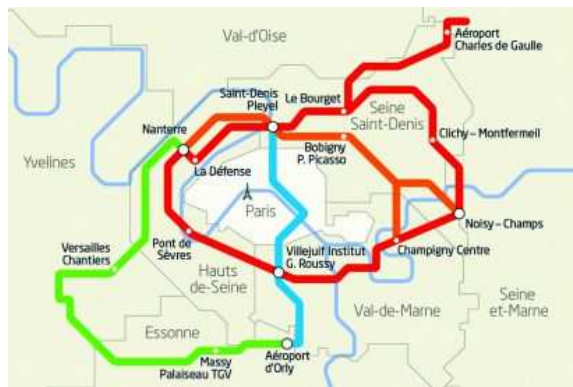 Val-d'Oise
Aéroport
Charles de Gaulle
Saint-Denis
Pleyel
Le Bourget
Seine
Saint-Denis
Nanterre
Clichy – Montfermeil
Bobigny
P. Picasso
Yvelines
La Défense
Paris
Noisy – Champs
Pont de
Sèvres
Villejuif Institut
G. Roussy
Champigny Centre
Versailles
Chantiers
Hauts
de-Seine
Val-de-Marne
Seine
et-Marne
Essonne
Massy
Palaiseau TGV
Aéroport
d'Orly